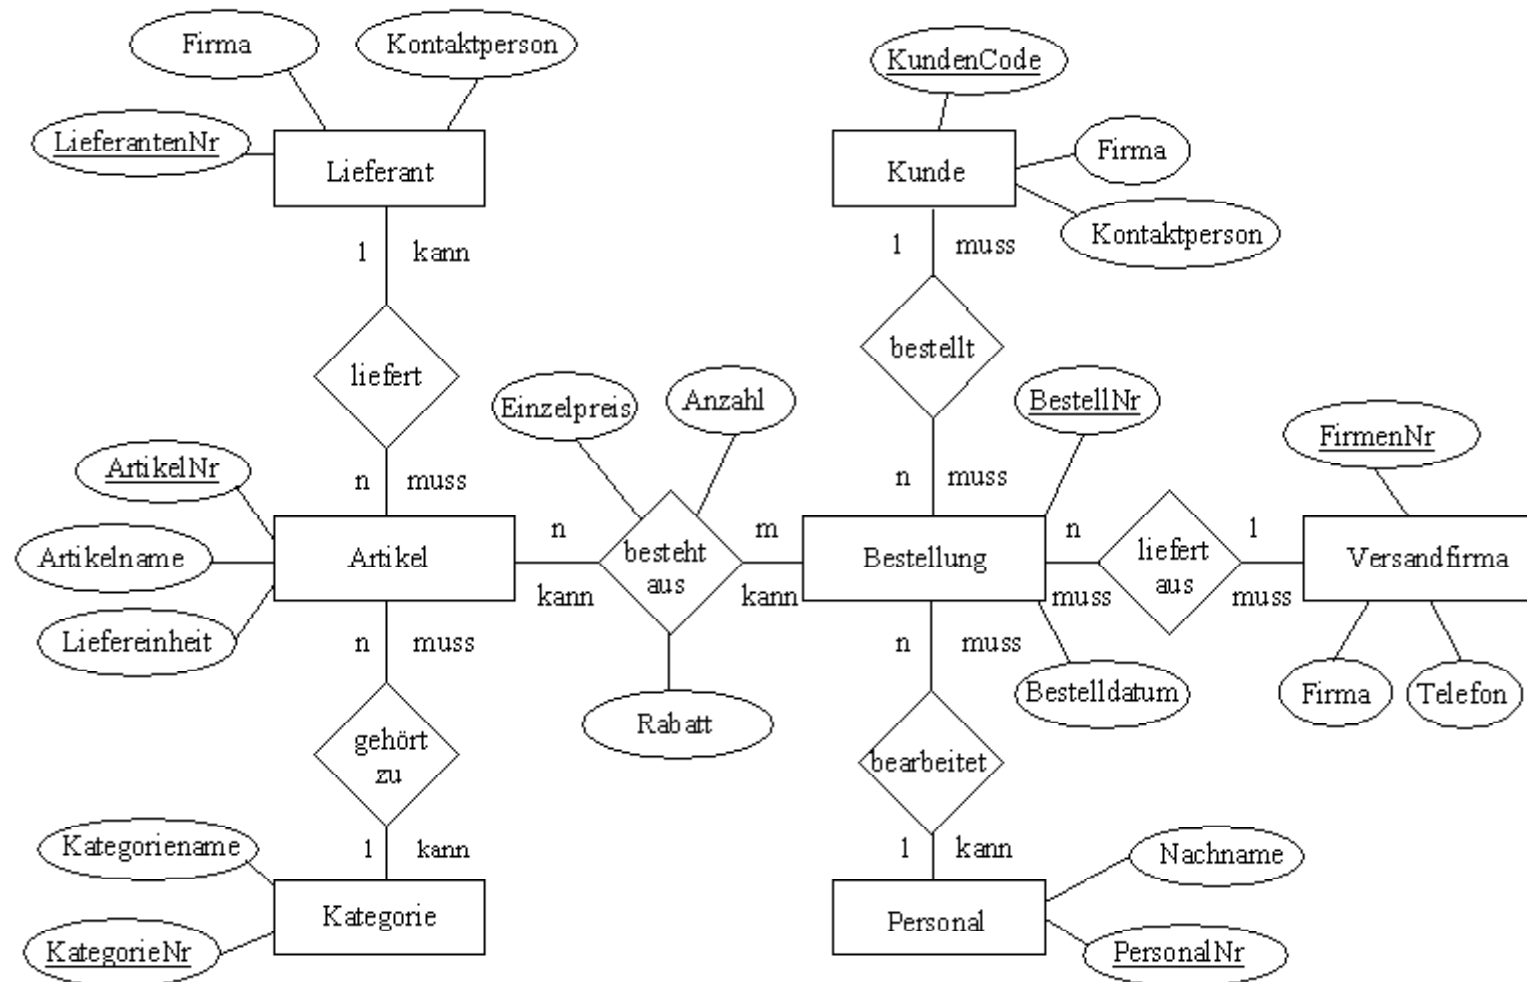 Firma
Kontaktperson
KundenCode
LieferantenNr
Lieferant
Kunde
Firma
Kontaktperson
1 kann
1 muss
liefert
bestellt
Einzelpreis
Anzahl
BestellNr
FirmenNr
ArtikelNr
n muss
n muss
Artikelname
Artikel
n
kann
besteht
aus
m
kann
Bestellung
n
muss
liefert
aus
1
muss
Versandfirma
Liefereinheit
n muss
n muss
Rabatt
Bestelldatum
Firma
Telefon
gehört
zu
bearbeitet
Kategoriename
1 kann
1 kann
Nachname
Kategorie
Personal
KategorieNr
PersonalNr